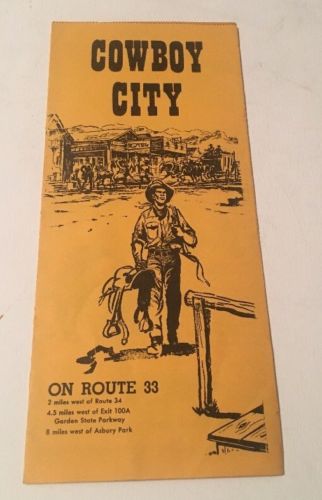 COWBOY
CITY
ON ROUTE 33
2 miles west of Route 34
4.5 miles west of Exit 100A
Garden State Parkway
8 miles west of Asbury Park